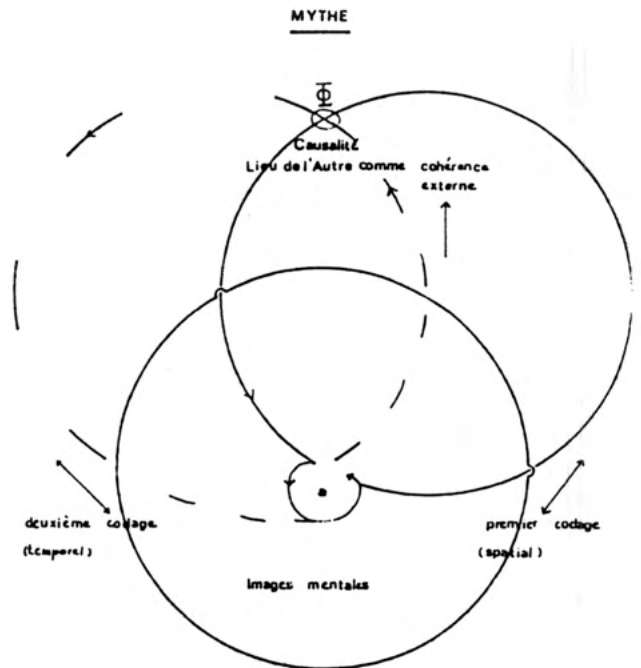 MYTHE
Φ
Causalité
Lieu de l'Autre comme cohérence
externe
a
deuxième codage
(temporel)
premier codage
(spatial)
Images mentales